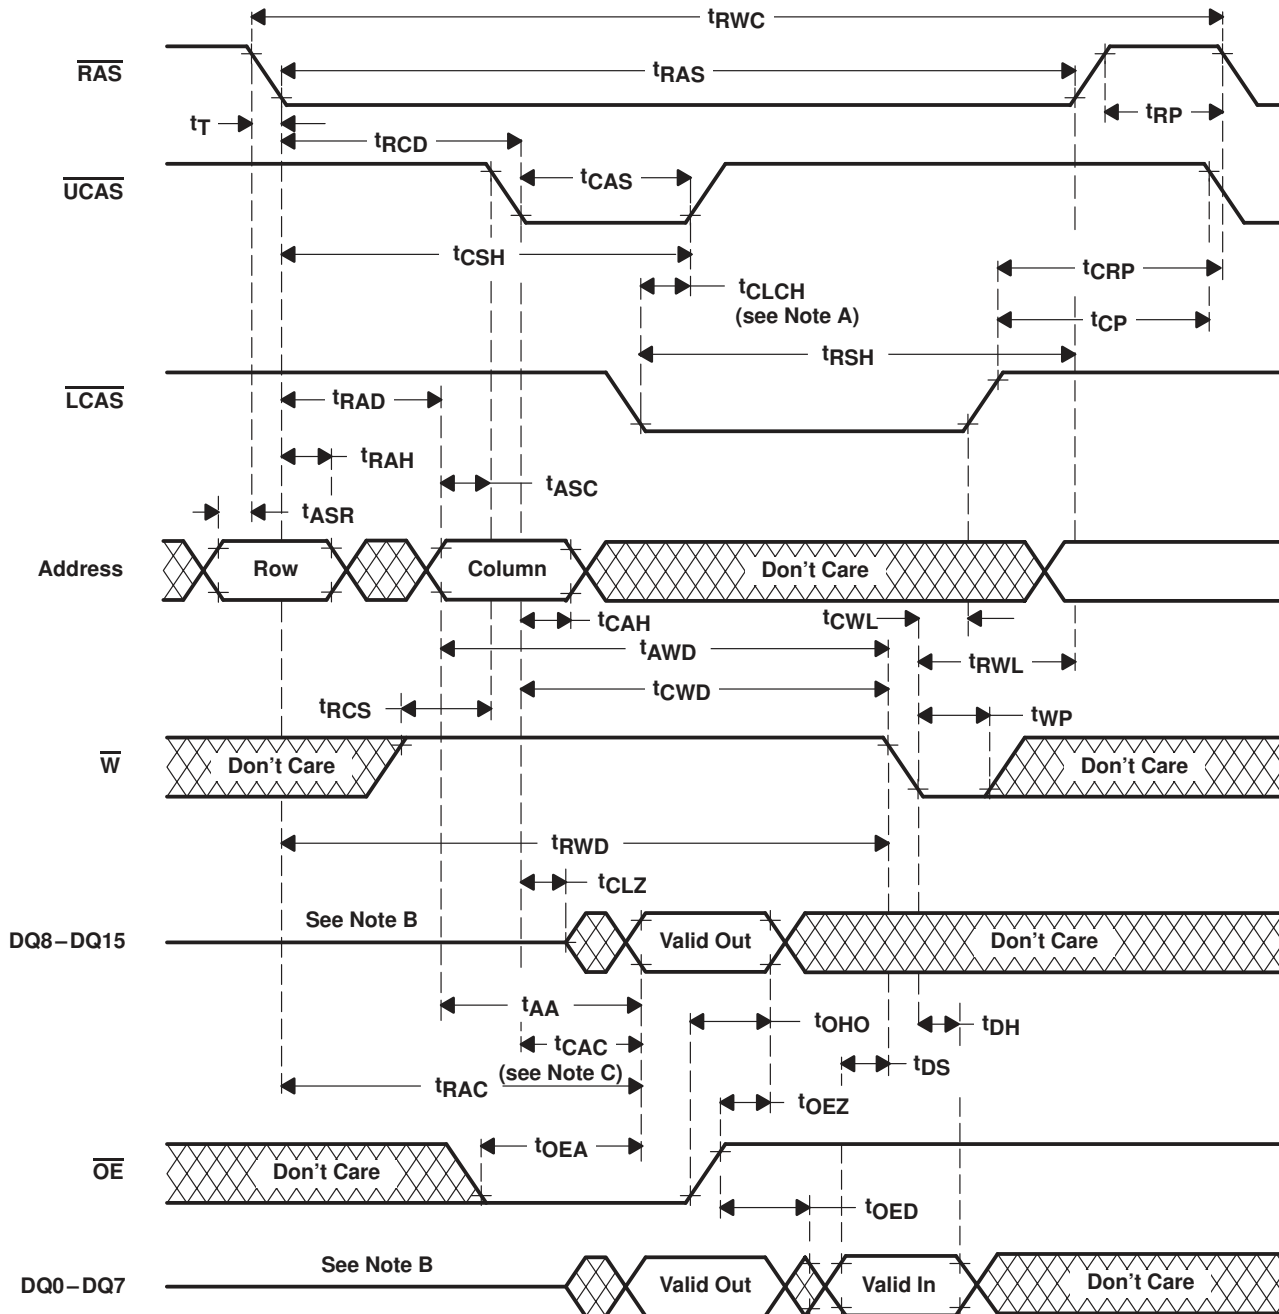 tRWC
RAS
tRAS
tRP
tT
tRCD
UCAS
tCAS
tCSH
tCRP
tCLCH
(see Note A)
tCP
tRSH
LCAS
tRAD
tRAH
tASC
tASR
Address
Row
Column
Don't Care
tCAH
tCWL
tAWD
tRWL
tCWD
tRCS
tWP
W
Don't Care
Don't Care
tRWD
tCLZ
See Note B
DQ8–DQ15
Valid Out
Don't Care
tAA
tOHO
tDH
tCAC
(see Note C)
tDS
tRAC
tOEZ
tOEA
OE
Don't Care
tOED
See Note B
DQ0–DQ7
Valid Out
Valid In
Don't Care